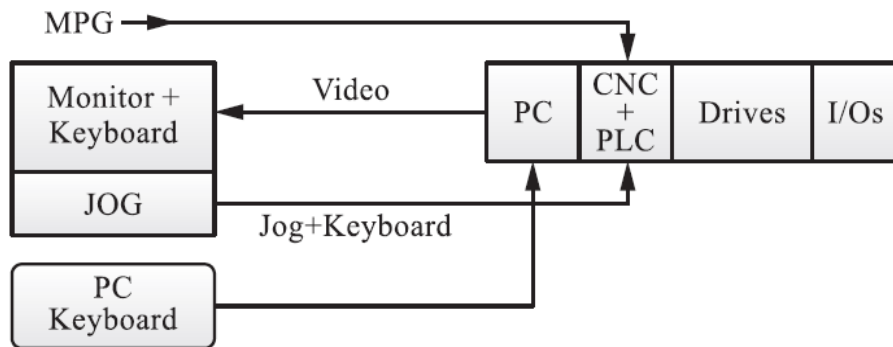 MPG
Monitor +
Keyboard
JOG
PC
Keyboard
Video
Jog+Keyboard
PC
CNC
+
PLC
Drives
I/Os